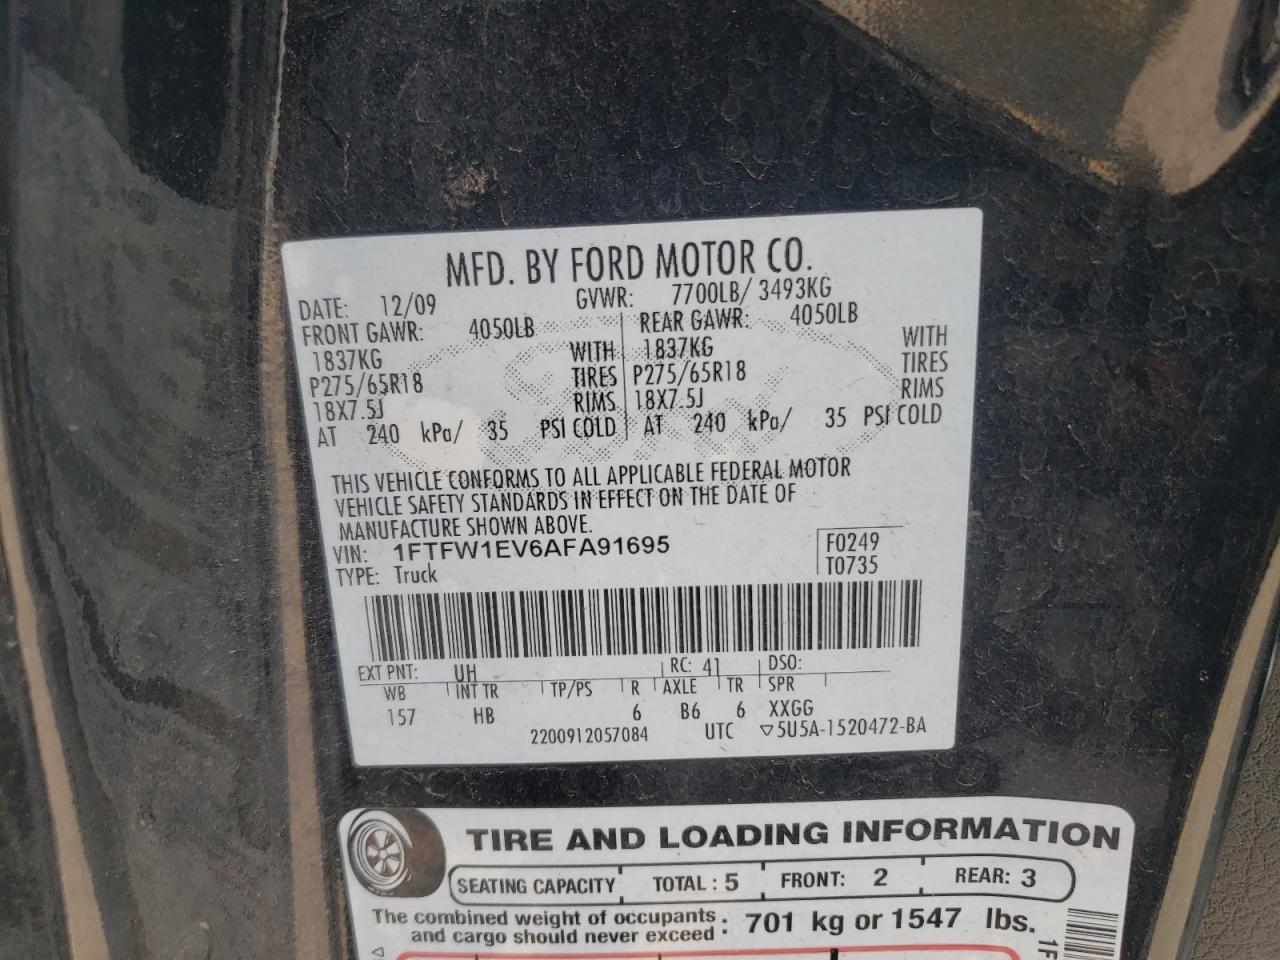 MFD. BY FORD MOTOR CO.
DATE: 12/09 GVWR: 7700LB/ 3493KG
FRONT GAWR: 4050LB REAR GAWR: 4050LB
1837KG WITH 1837KG WITH
P275/65R18 TIRES P275/65R18 TIRES
18X7.5J RIMS 18X7.5J RIMS
AT 240 kPa/ 35 PSI COLD AT 240 kPa/ 35 PSI COLD
THIS VEHICLE CONFORMS TO ALL APPLICABLE FEDERAL MOTOR
VEHICLE SAFETY STANDARDS IN EFFECT ON THE DATE OF
MANUFACTURE SHOWN ABOVE.
VIN: 1FTFW1EV6AFA91695 F0249
TYPE: Truck T0735
EXT PNT: UH RC: 41 DSO:
WB INT TR TP/PS R AXLE TR SPR
157 HB 6 B6 6 XXGG
2200912057084 UTC ▽5U5A-1520472-BA
TIRE AND LOADING INFORMATION
SEATING CAPACITY TOTAL : 5 FRONT: 2 REAR: 3
The combined weight of occupants
and cargo should never exceed : 701 kg or 1547 lbs.
1F